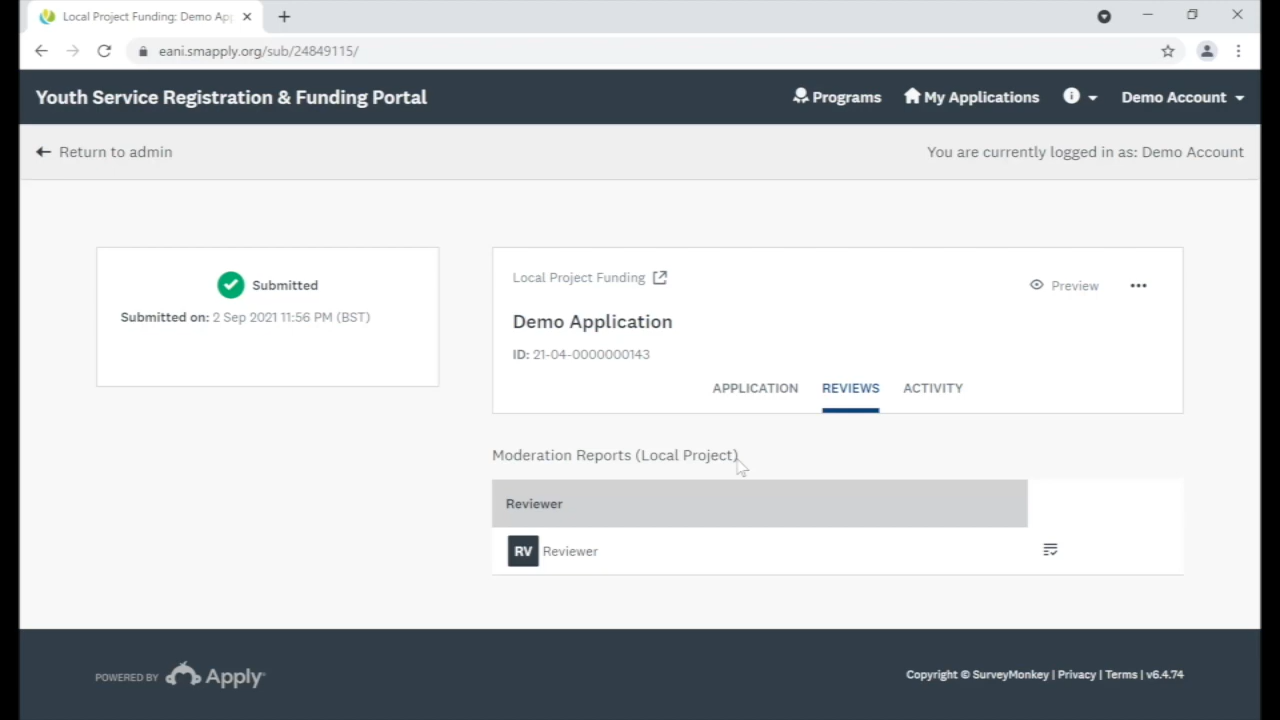 Local Project Funding: Demo Ap
eani.smapply.org/sub/24849115/
Youth Service Registration & Funding Portal
Programs
My Applications
Demo Account
Return to admin
You are currently logged in as: Demo Account
Submitted
Submitted on: 2 Sep 2021 11:56 PM (BST)
Local Project Funding
Preview
Demo Application
ID: 21-04-0000000143
APPLICATION
REVIEWS
ACTIVITY
Moderation Reports (Local Project)
Reviewer
RV Reviewer
POWERED BY Apply
Copyright © SurveyMonkey | Privacy | Terms | v6.4.74